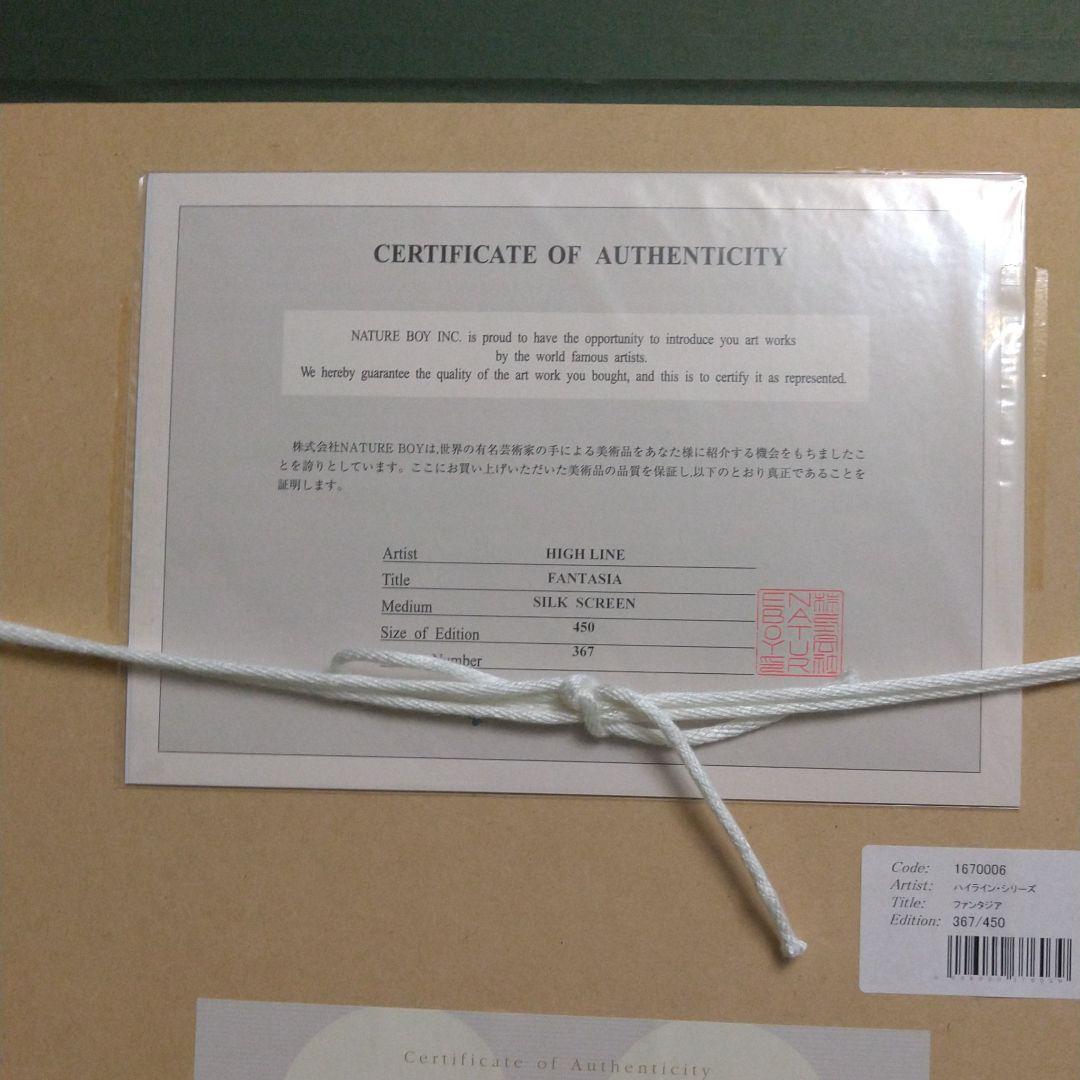 CERTIFICATE OF AUTHENTICITY
NATURE BOY INC. is proud to have the opportunity to introduce you art works
by the world famous artists.
We hereby guarantee the quality of the art work you bought, and this is to certify it as represented.
株式会社NATURE BOYは,世界の有名芸術家の手による美術品をあなた様に紹介する機会をもちましたこ
とを誇りとしています。ここにお買い上げいただいた美術品の品質を保証し,以下のとおり真正であることを
証明します。
Artist HIGH LINE
Title FANTASIA
Medium SILK SCREEN
Size of Edition 450
Number 367
Code: 1670006
Artist: ハイライン・シリーズ
Title: ファンタジア
Edition: 367/450
Certificate of Authenticity